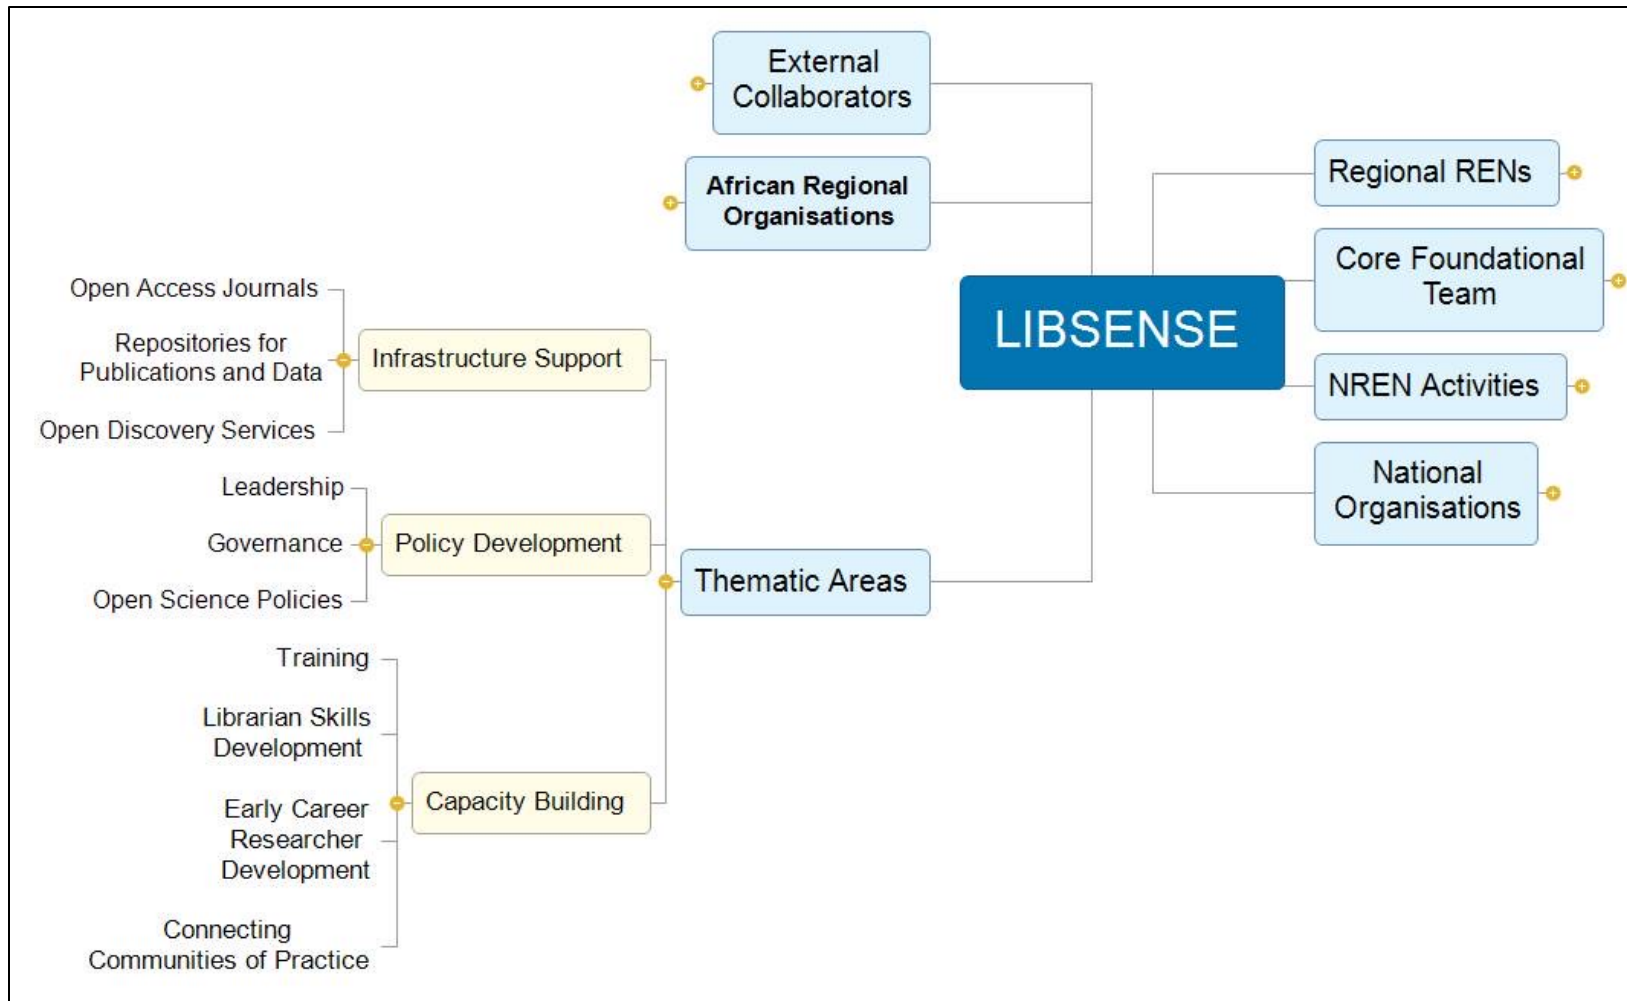 External
Collaborators
African Regional
Organisations
LIBSENSE
Regional RENs
Core Foundational
Team
NREN Activities
National
Organisations
Thematic Areas
Infrastructure Support
Open Access Journals
Repositories for
Publications and Data
Open Discovery Services
Policy Development
Leadership
Governance
Open Science Policies
Capacity Building
Training
Librarian Skills
Development
Early Career
Researcher
Development
Connecting
Communities of Practice